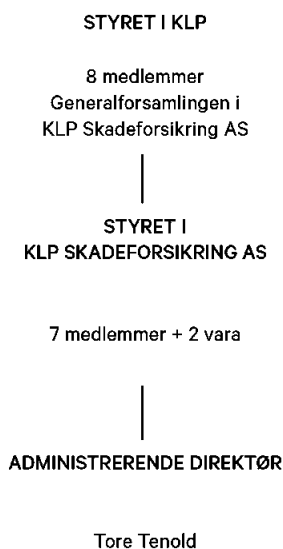 STYRET I KLP
8 medlemmer
Generalforsamlingen i
KLP Skadeforsikring AS
STYRET I
KLP SKADEFORSIKRING AS
7 medlemmer + 2 vara
ADMINISTRERENDE DIREKTØR
Tore Tenold